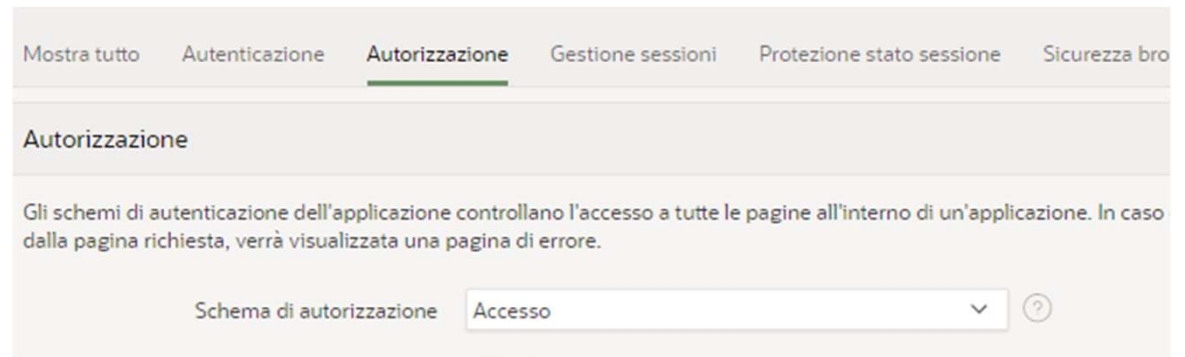 Mostra tutto Autenticazione Autorizzazione Gestione sessioni Protezione stato sessione Sicurezza bro
Autorizzazione
Gli schemi di autenticazione dell'applicazione controllano l'accesso a tutte le pagine all'interno di un'applicazione. In caso
dalla pagina richiesta, verrà visualizzata una pagina di errore.
Schema di autorizzazione Accesso ?